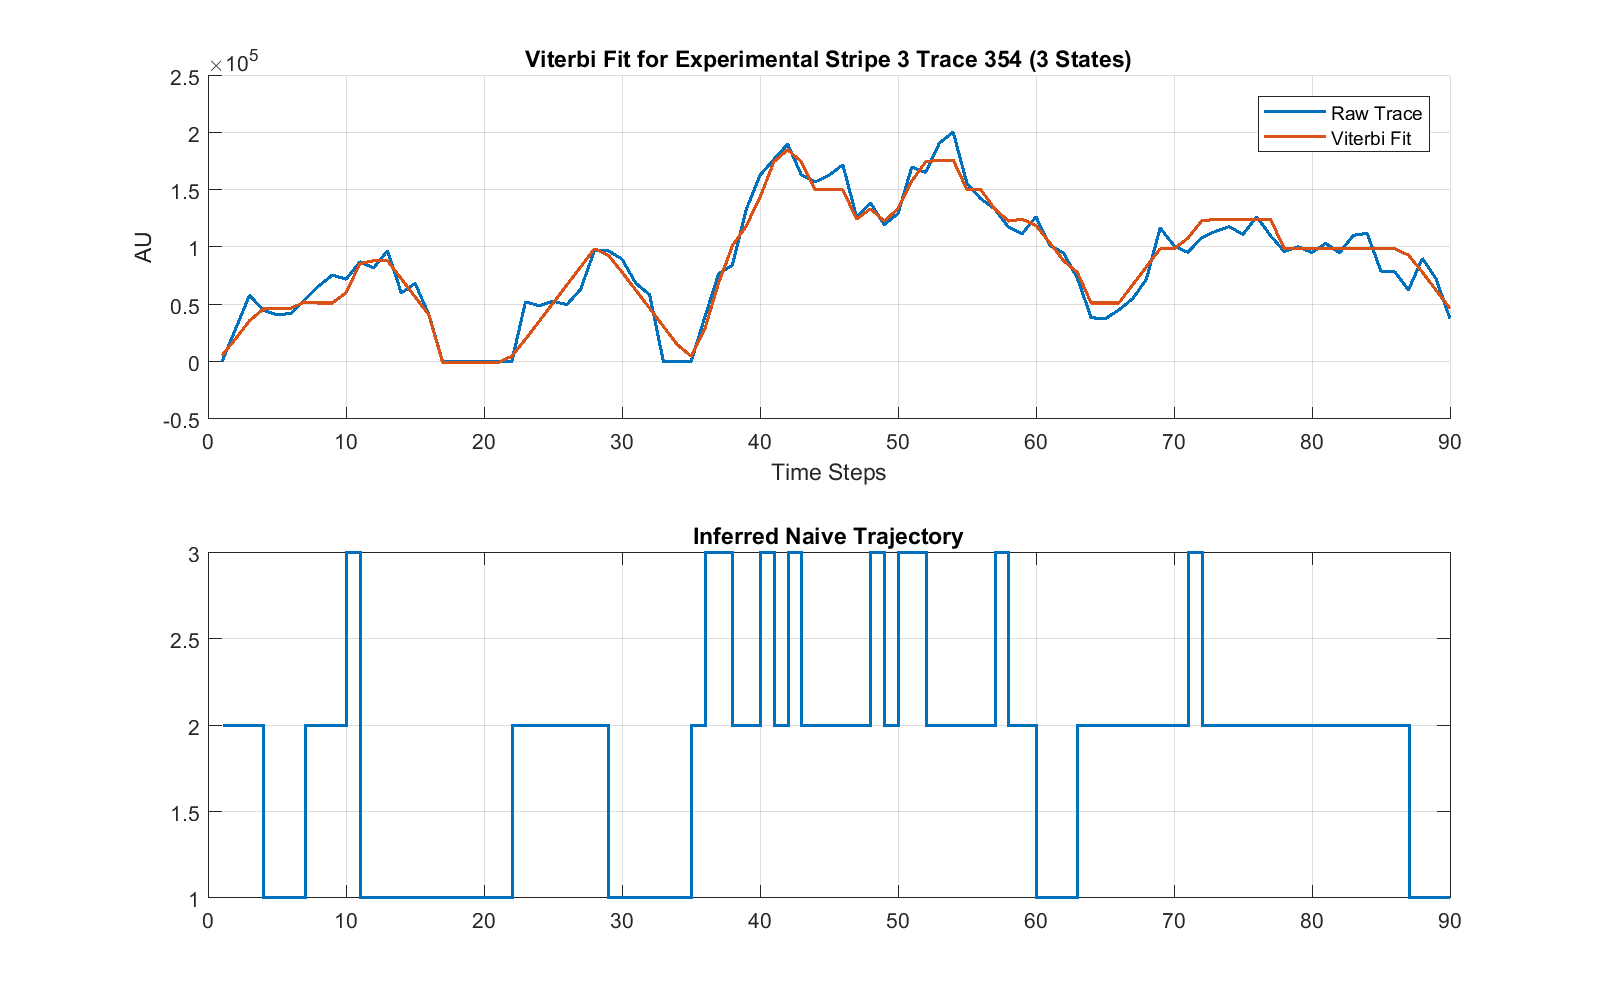 Viterbi Fit for Experimental Stripe 3 Trace 354 (3 States)
×10^5
2.5
2
1.5
1
0.5
0
-0.5
AU
Raw Trace
Viterbi Fit
0 10 20 30 40 50 60 70 80 90
Time Steps
Inferred Naive Trajectory
3
2.5
2
1.5
1
0 10 20 30 40 50 60 70 80 90